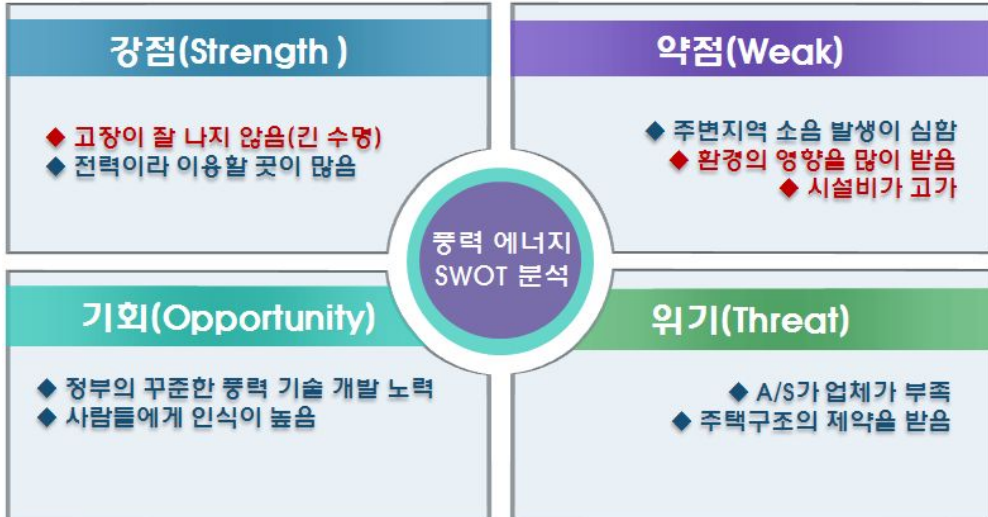 강점(Strength )
◆ 고장이 잘 나지 않음(긴 수명)
◆ 전력이라 이용할 곳이 많음
약점(Weak)
◆ 주변지역 소음 발생이 심함
◆ 환경의 영향을 많이 받음
◆ 시설비가 고가
풍력 에너지
SWOT 분석
기회(Opportunity)
◆ 정부의 꾸준한 풍력 기술 개발 노력
◆ 사람들에게 인식이 높음
위기(Threat)
◆ A/S가 업체가 부족
◆ 주택구조의 제약을 받음